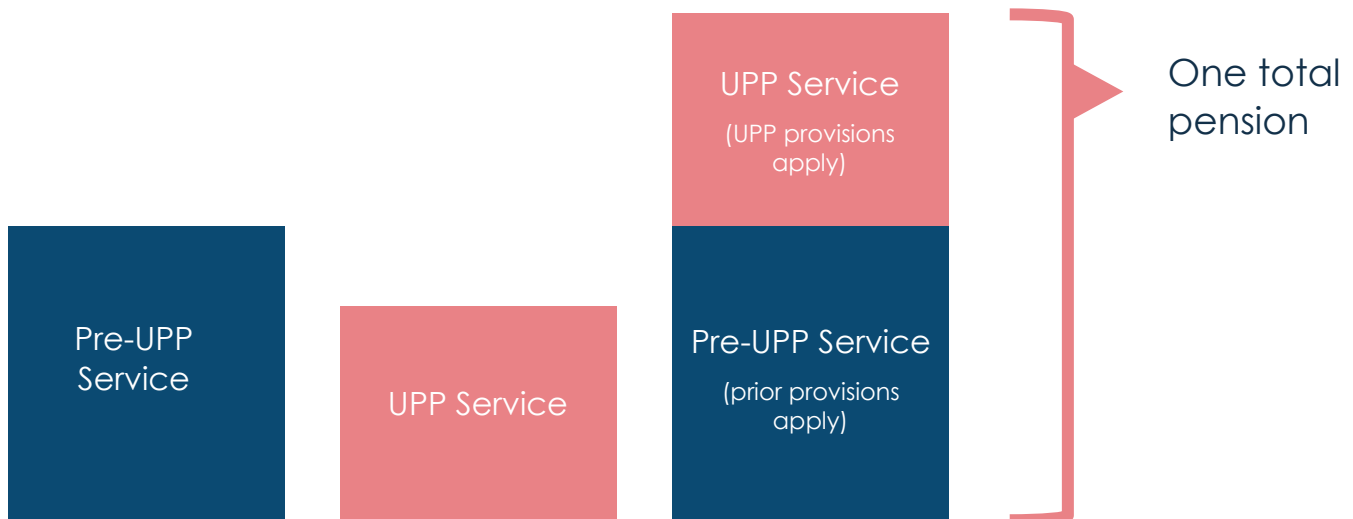 Pre-UPP
Service
UPP Service
UPP Service
(UPP provisions
apply)
Pre-UPP Service
(prior provisions
apply)
One total
pension